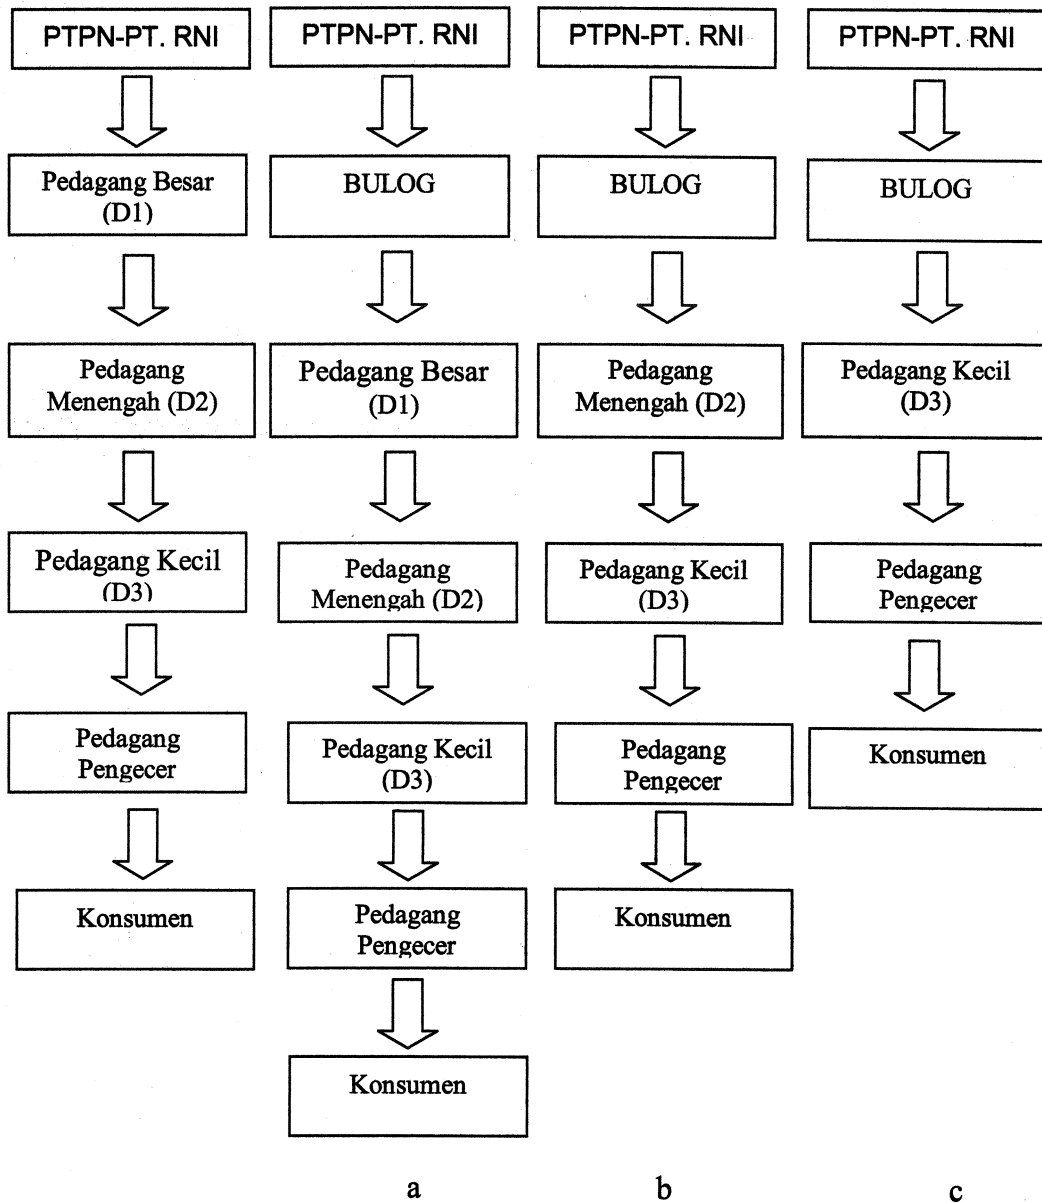 PTPN-PT. RNI
Pedagang Besar
(D1)
Pedagang
Menengah (D2)
Pedagang Kecil
(D3)
Pedagang
Pengecer
Konsumen
PTPN-PT. RNI
BULOG
Pedagang Besar
(D1)
Pedagang
Menengah (D2)
Pedagang Kecil
(D3)
Pedagang
Pengecer
Konsumen
a
PTPN-PT. RNI
BULOG
Pedagang
Menengah (D2)
Pedagang Kecil
(D3)
Pedagang
Pengecer
Konsumen
b
PTPN-PT. RNI
BULOG
Pedagang Kecil
(D3)
Pedagang
Pengecer
Konsumen
c